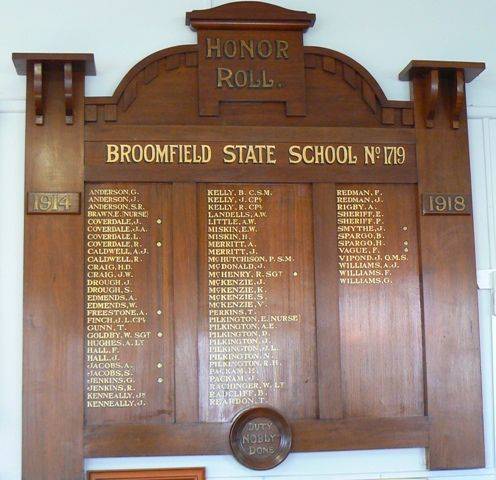 HONOR
ROLL.
BROOMFIELD STATE SCHOOL No 1719
1914
1918
ANDERSON, G.
ANDERSON, J.
ANDERSON, S.R.
BRAWN, E. (NURSE)
COVERDALE, J.
COVERDALE, J.A.
COVERDALE, L.
COVERDALE, R.
CALDWELL, A.J.
CALDWELL, R.
CRAIG, H.D.
CRAIG, J.W.
DROUGH, J.
DROUGH, S.
EDMENDS, A.
EDMENDS, W.
FREESTONE, A.
FINCH, J.L. CPL
GUNN, T.
GOLDBY, W. SGT
HUGHES, A. LT
HALL, F.
HALL, J.
JACOBS, A.
JACOBS, S.
JENKINS, G.
JENKINS, R.
KENNEALLY, JS
KENNEALLY, J.
KELLY, B. C.S.M.
KELLY, J. CPL
KELLY, R. CPL
LANDELLS, A.W.
LITTLE, A.W.
MISKIN, E.W.
MISKIN, H.
MERRITT, A.
MERRITT, J.
McHUTCHISON, P. S.M.
McDONALD, J.
McHENRY, R. SGT
McKENZIE, J.
McKENZIE, K.
McKENZIE, S.
McKENZIE, V.
PERKINS, T.
PILKINGTON, E. (NURSE)
PILKINGTON, A.E.
PILKINGTON, D.
PILKINGTON, J.
PILKINGTON, J.L.
PILKINGTON, N.
PILKINGTON, R.H.
PACKAM, H.
PACKAM, J.
RACHINGER, W. LT
RADCLIFF, B.
REARDON, T.
REDMAN, F.
REDMAN, J.
RIGBY, A.
SHERIFF, E.
SHERIFF, P.
SMYTHE, J.
SPARGO, B.
SPARGO, H.
VAGUE, F.
VIPOND, J. Q.M.S.
WILLIAMS, A.J.
WILLIAMS, F.
WILLIAMS, G.
DUTY
NOBLY
DONE